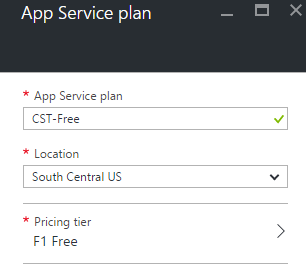 App Service plan
* App Service plan
CST-Free
* Location
South Central US
* Pricing tier
F1 Free